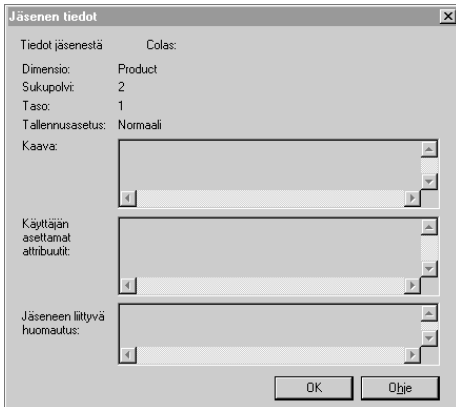 Jäsenen tiedot
Tiedot jäsenestä Colas:
Dimensio: Product
Sukupolvi: 2
Taso: 1
Tallennusasetus: Normaali
Kaava:
Käyttäjän
asettamat
attribuutit:
Jäseneen liittyvä
huomautus:
OK Ohje